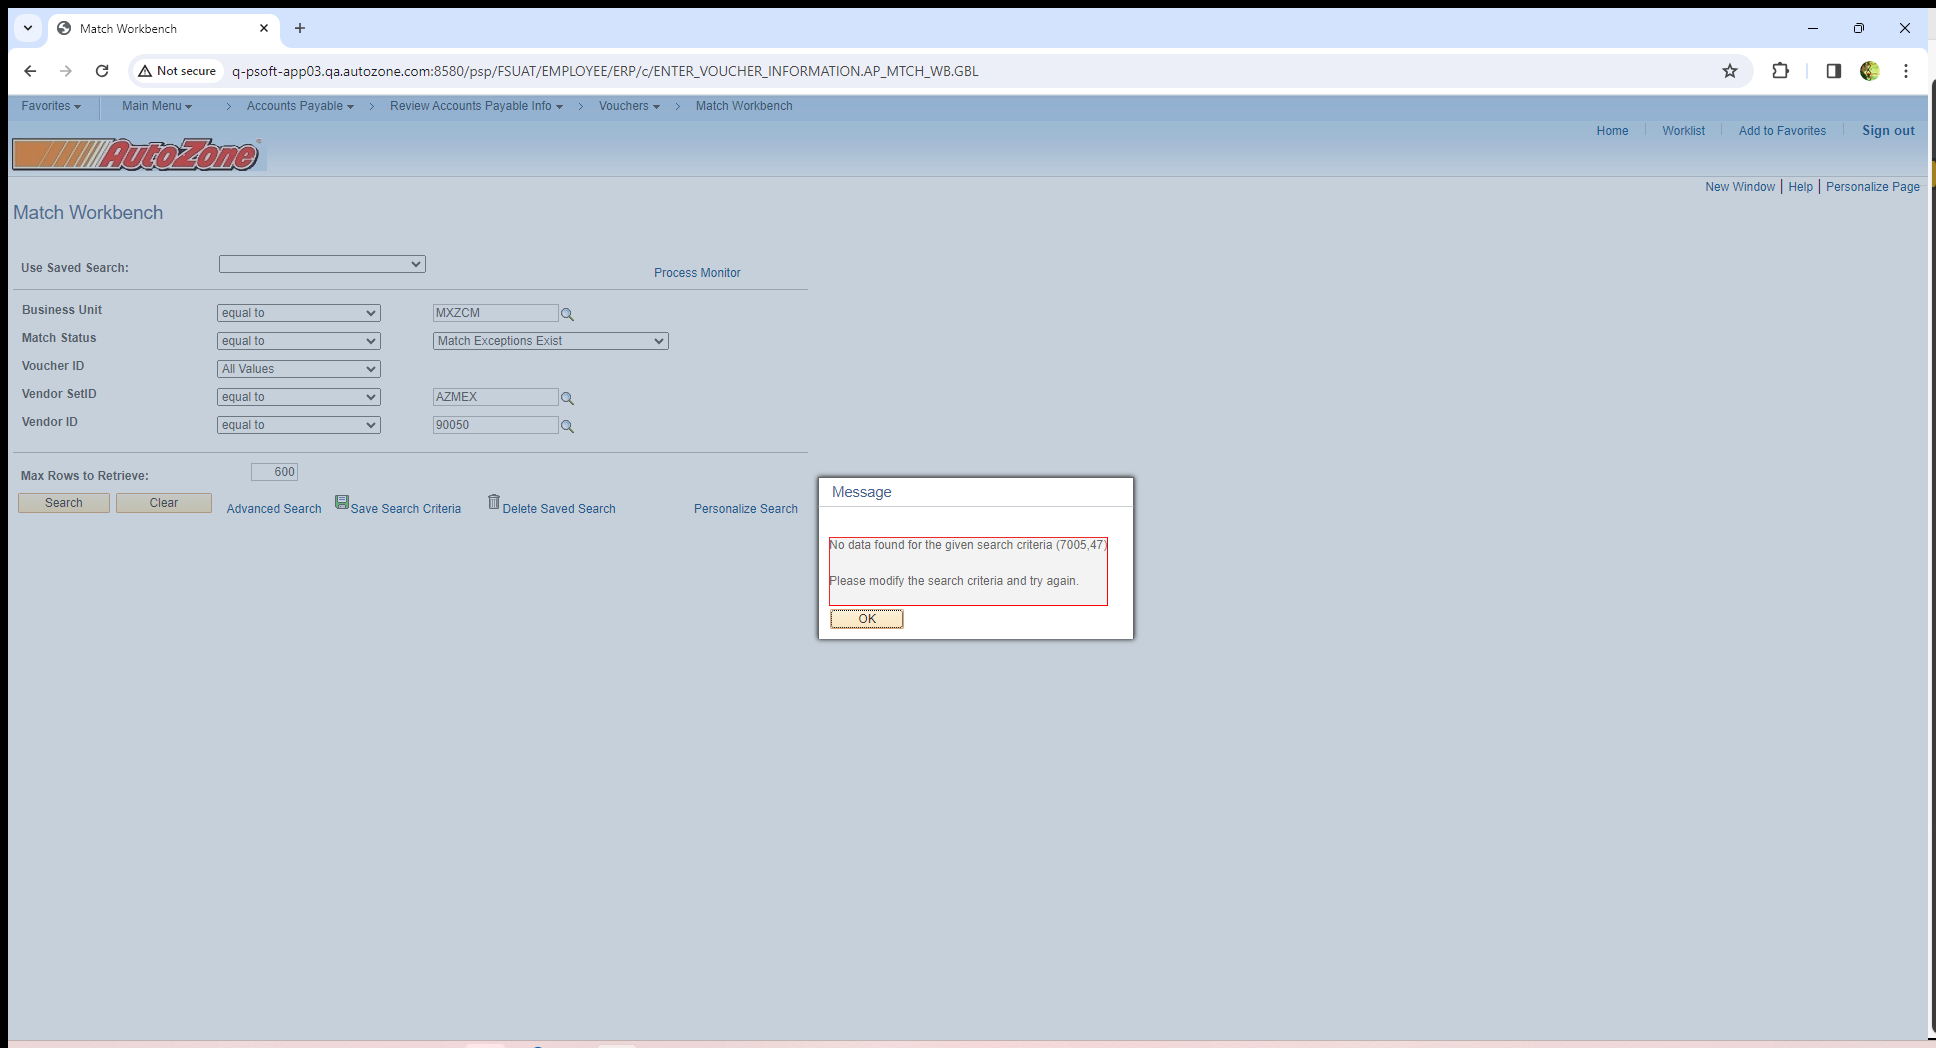 Match Workbench
Not secure q-psoft-app03.qa.autozone.com:8580/psp/FSUAT/EMPLOYEE/ERP/c/ENTER_VOUCHER_INFORMATION.AP_MTCH_WB.GBL
Favorites Main Menu > Accounts Payable > Review Accounts Payable Info > Vouchers > Match Workbench
Home Worklist Add to Favorites Sign out
AutoZone
New Window | Help | Personalize Page
Match Workbench
Use Saved Search:
Process Monitor
Business Unit equal to MXZCM
Match Status equal to Match Exceptions Exist
Voucher ID All Values
Vendor SetID equal to AZMEX
Vendor ID equal to 90050
Max Rows to Retrieve: 600
Search Clear Advanced Search Save Search Criteria Delete Saved Search Personalize Search
Message
No data found for the given search criteria (7005,47)
Please modify the search criteria and try again.
OK